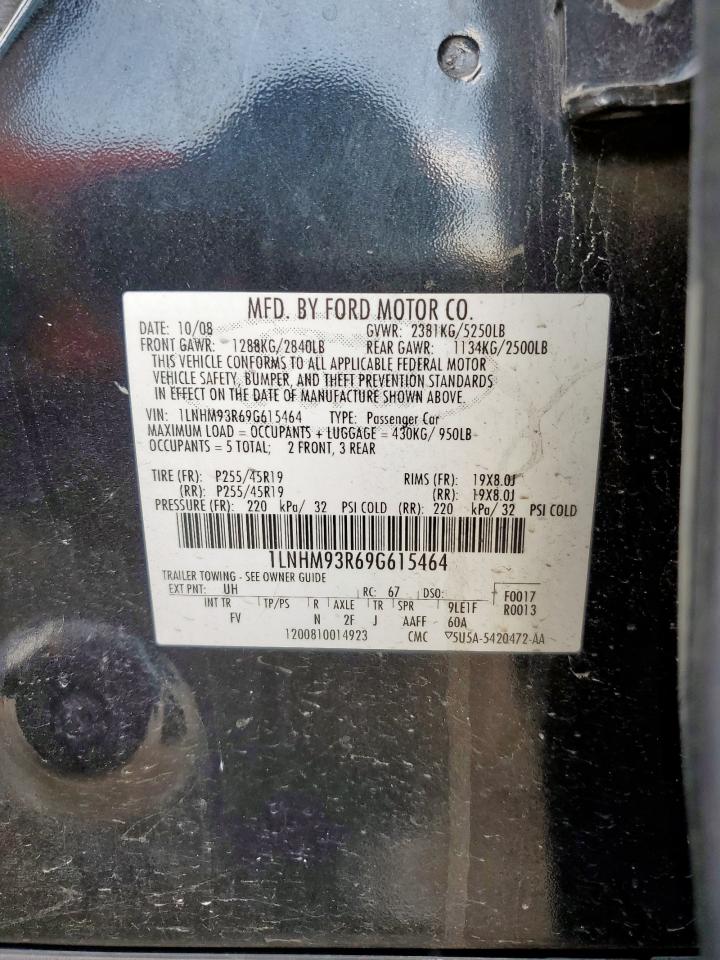 MFD. BY FORD MOTOR CO.
DATE: 10/08 GVWR: 2381KG/5250LB
FRONT GAWR: 1288KG/2840LB REAR GAWR: 1134KG/2500LB
THIS VEHICLE CONFORMS TO ALL APPLICABLE FEDERAL MOTOR
VEHICLE SAFETY, BUMPER, AND THEFT PREVENTION STANDARDS
IN EFFECT ON THE DATE OF MANUFACTURE SHOWN ABOVE.
VIN: 1LNHM93R69G615464 TYPE: Passenger Car
MAXIMUM LOAD = OCCUPANTS + LUGGAGE = 430KG/ 950LB
OCCUPANTS = 5 TOTAL; 2 FRONT, 3 REAR
TIRE (FR): P255/45R19 RIMS (FR): 19X8.0J
(RR): P255/45R19 (RR): 19X8.0J
PRESSURE (FR): 220 kPa/ 32 PSI COLD (RR): 220 kPa/ 32 PSI COLD
1LNHM93R69G615464
TRAILER TOWING - SEE OWNER GUIDE
EXT PNT: UH RC: 67 DSO: F0017
INT TR TP/PS R AXLE TR SPR 9LE1F R0013
FV N 2F J AAFF 60A
1200810014923 CMC ▽5U5A-5420472-AA